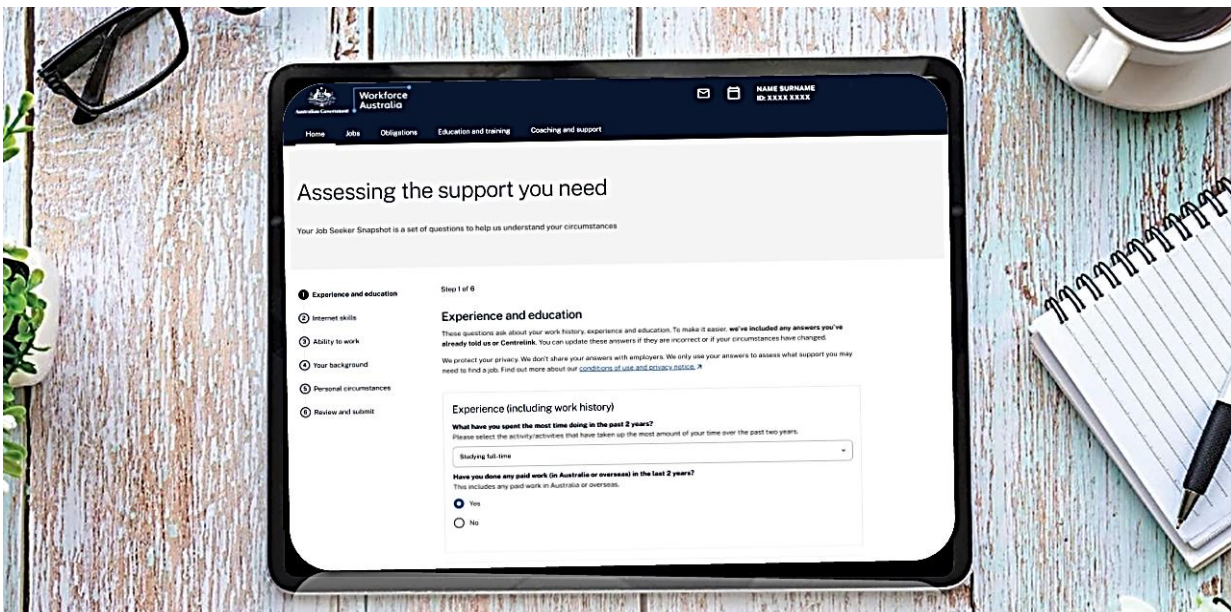 Australian Government
Workforce
Australia
NAME SURNAME
ID: XXXX XXXX
Home Jobs Obligations Education and training Coaching and support
Assessing the support you need
Your Job Seeker Snapshot is a set of questions to help us understand your circumstances
1 Experience and education
2 Internet skills
3 Ability to work
4 Your background
5 Personal circumstances
6 Review and submit
Step 1 of 6
Experience and education
These questions ask about your work history, experience and education. To make it easier, we've included any answers you've
already told us or Centrelink. You can update these answers if they are incorrect or if your circumstances have changed.
We protect your privacy. We don't share your answers with employers. We only use your answers to assess what support you may
need to find a job. Find out more about our conditions of use and privacy notice.
Experience (including work history)
What have you spent the most time doing in the past 2 years?
Please select the activity/activities that have taken up the most amount of your time over the past two years.
Studying full-time
Have you done any paid work (in Australia or overseas) in the last 2 years?
This includes any paid work in Australia or overseas.
Yes
No